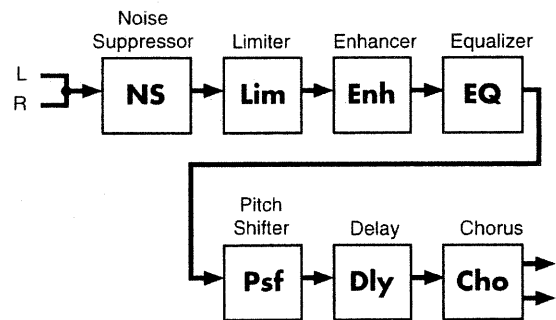 Noise
Suppressor
Limiter
Enhancer
Equalizer
L
R
NS
Lim
Enh
EQ
Pitch
Shifter
Delay
Chorus
Psf
Dly
Cho